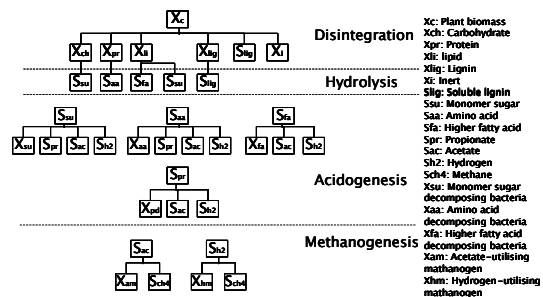 Xc
Disintegration
Xch Xpr Xli Xlig Slig Xi
Hydrolysis
Ssu Saa Sfa Ssu Slig
Ssu Saa Sfa
Xsu Spr Sac Sh2 Xaa Spr Sac Sh2 Xfa Sac Sh2
Spr
Acidogenesis
Xpd Sac Sh2
Methanogenesis
Sac Sh2
Xam Sch4 Xhm Sch4
Xc: Plant biomass
Xch: Carbohydrate
Xpr: Protein
Xli: lipid
Xlig: Lignin
Xi: Inert
Slig: Soluble lignin
Ssu: Monomer sugar
Saa: Amino acid
Sfa: Higher fatty acid
Spr: Propionate
Sac: Acetate
Sh2: Hydrogen
Sch4: Methane
Xsu: Monomer sugar
decomposing bacteria
Xaa: Amino acid
decomposing bacteria
Xfa: Higher fatty acid
decomposing bacteria
Xam: Acetate-utilising
mathanogen
Xhm: Hydrogen-utilising
mathanogen